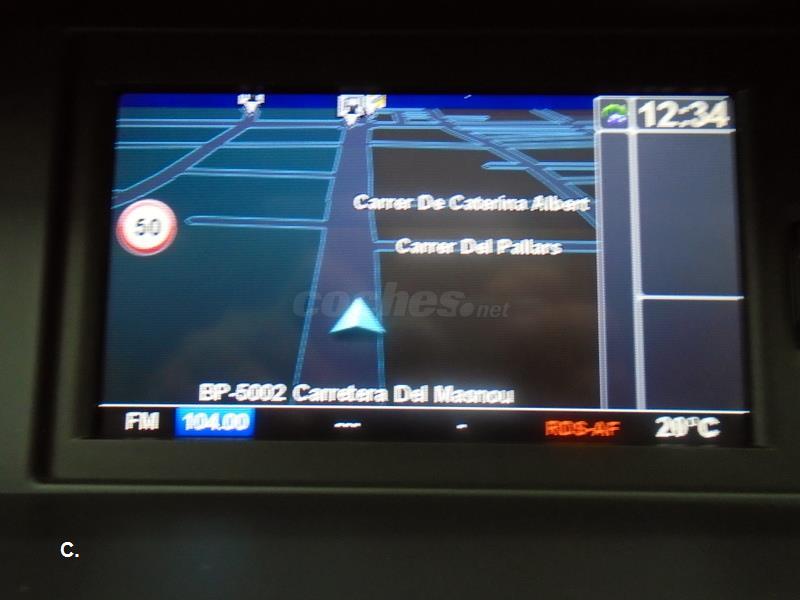 12:34
50
Carrer De Caterina Albert
Carrer Del Pallars
coches.net
BP-5002 Carretera Del Masnou
FM 104.00 --- - RDS-AF 20°C
C.